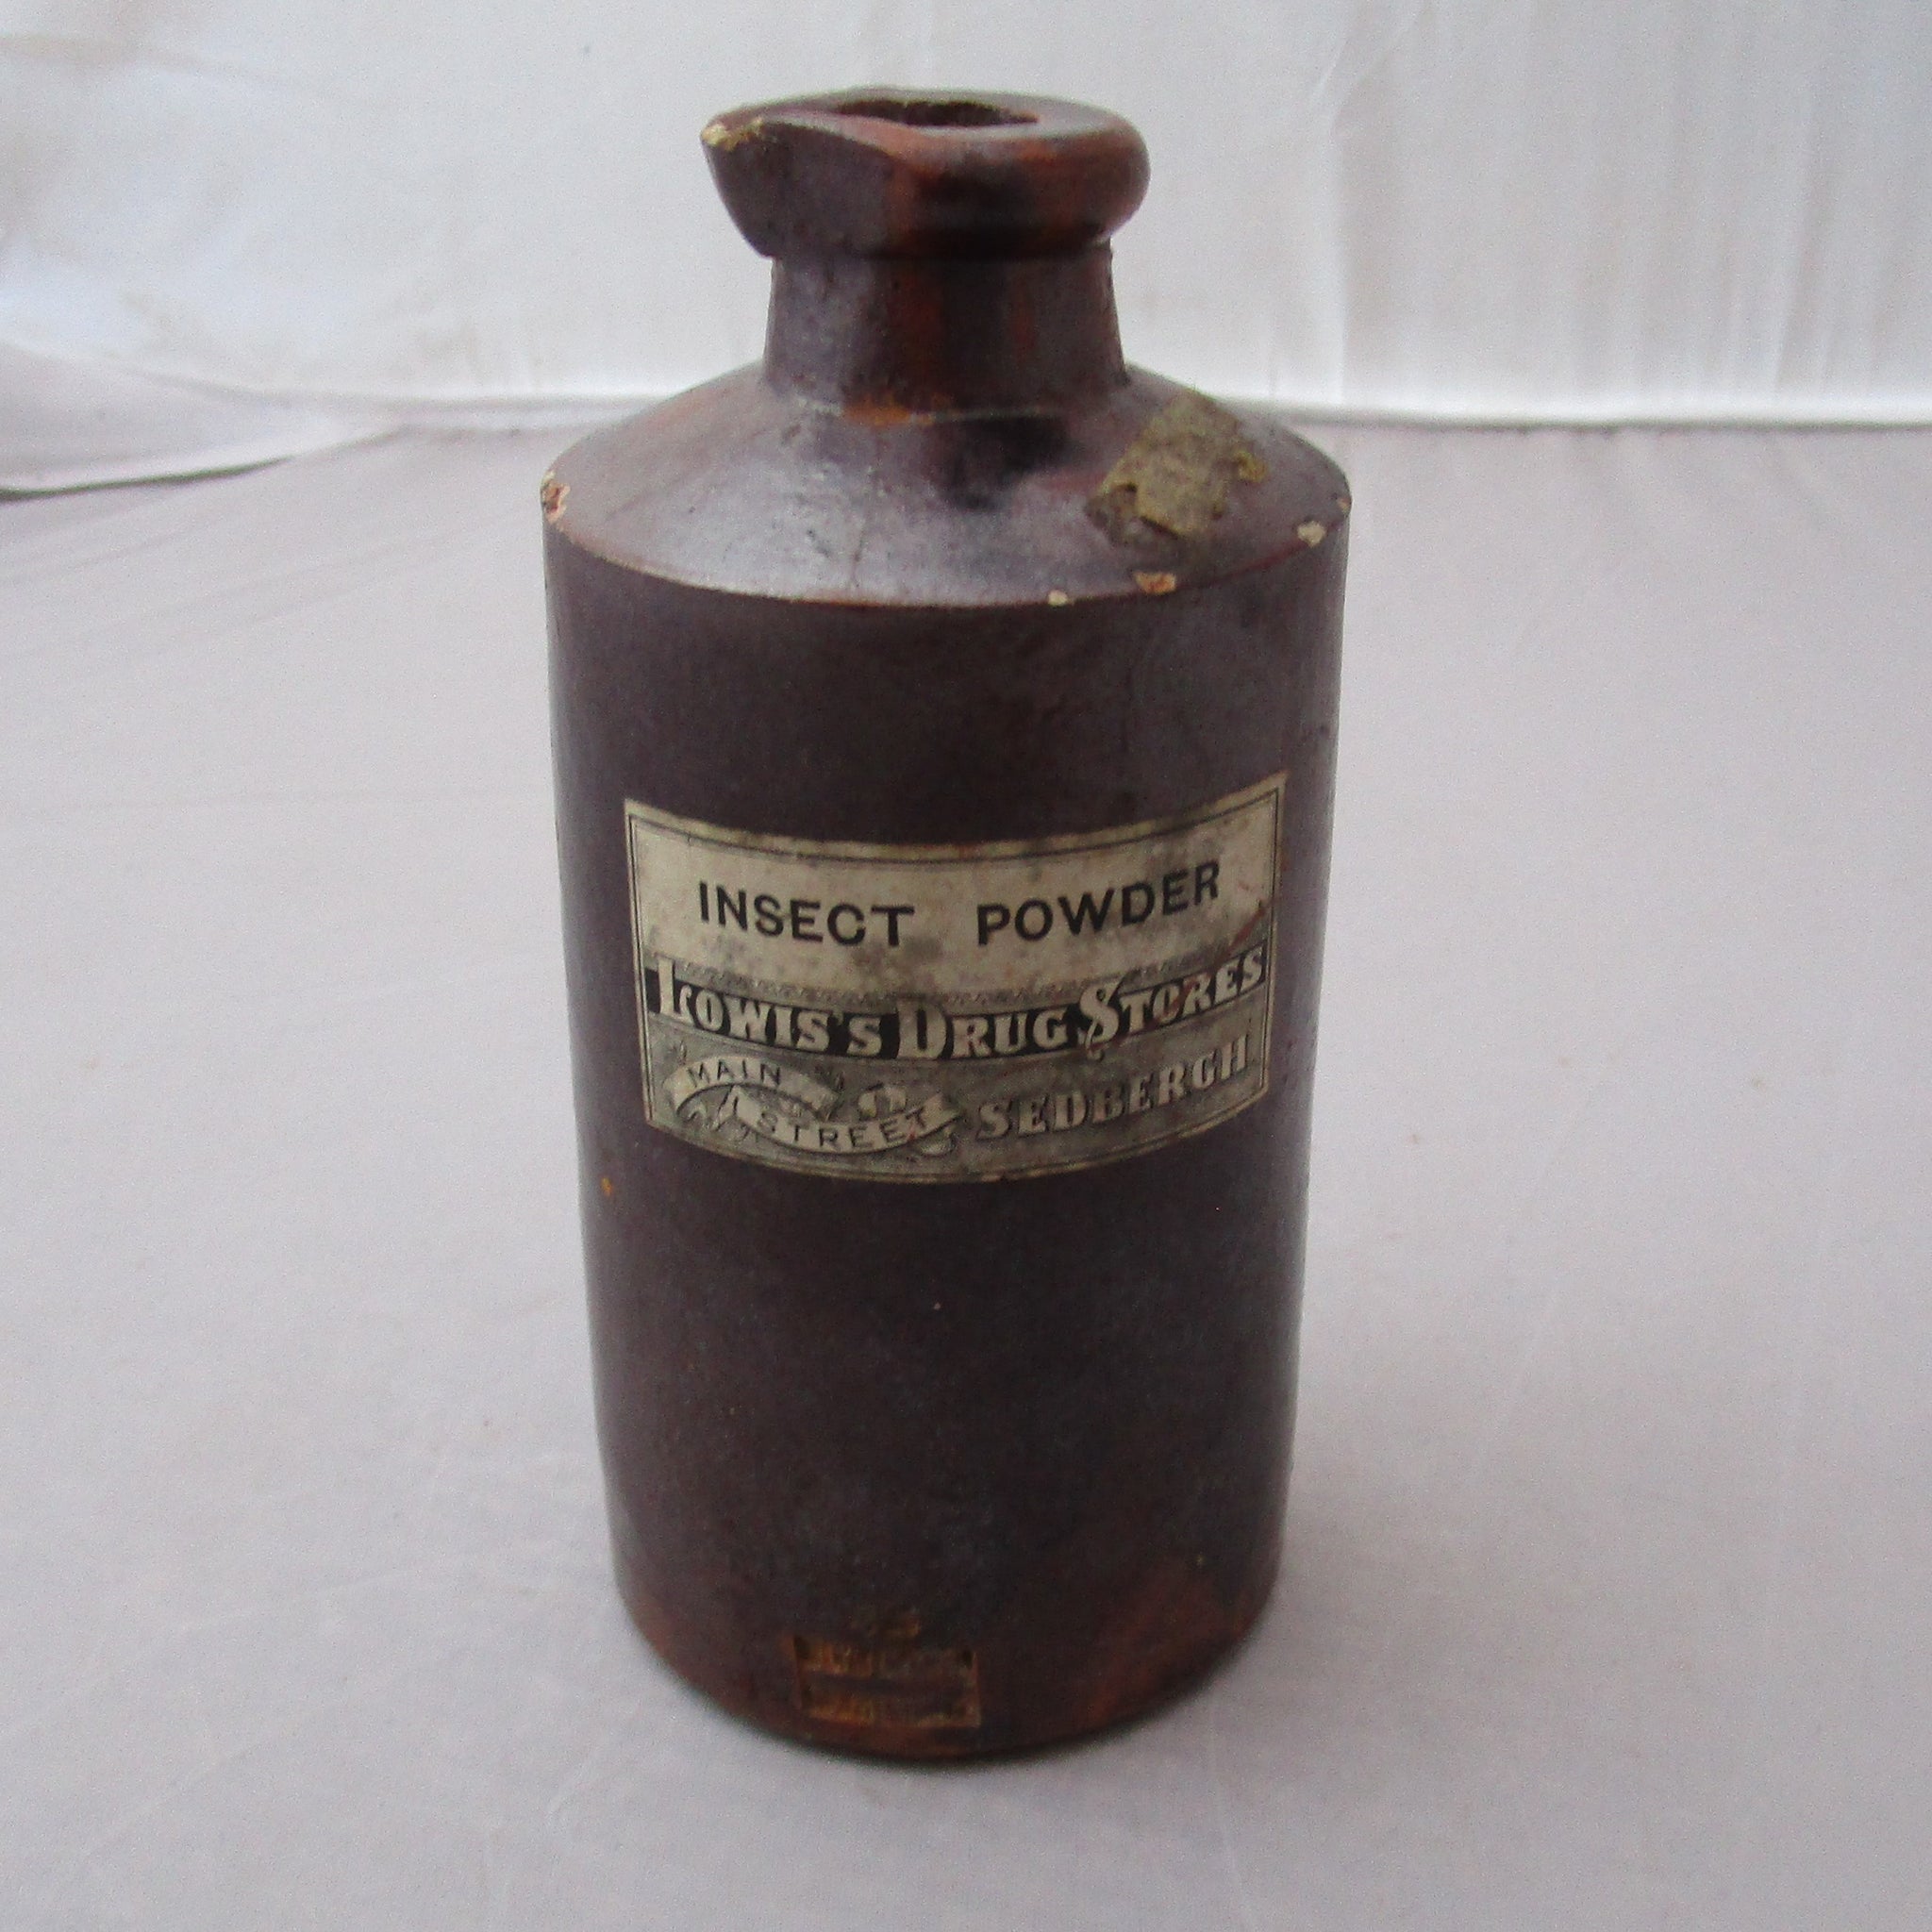 INSECT POWDER
LOWIS'S DRUG STORES
MAIN
STREET
SEDBERGH